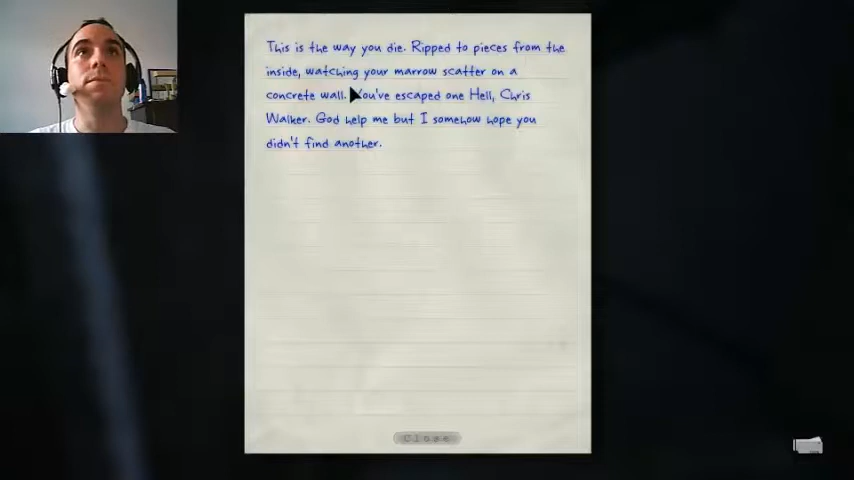 This is the way you die. Ripped to pieces from the
inside, watching your marrow scatter on a
concrete wall. You've escaped one Hell, Chris
Walker. God help me but I somehow hope you
didn't find another.
Close